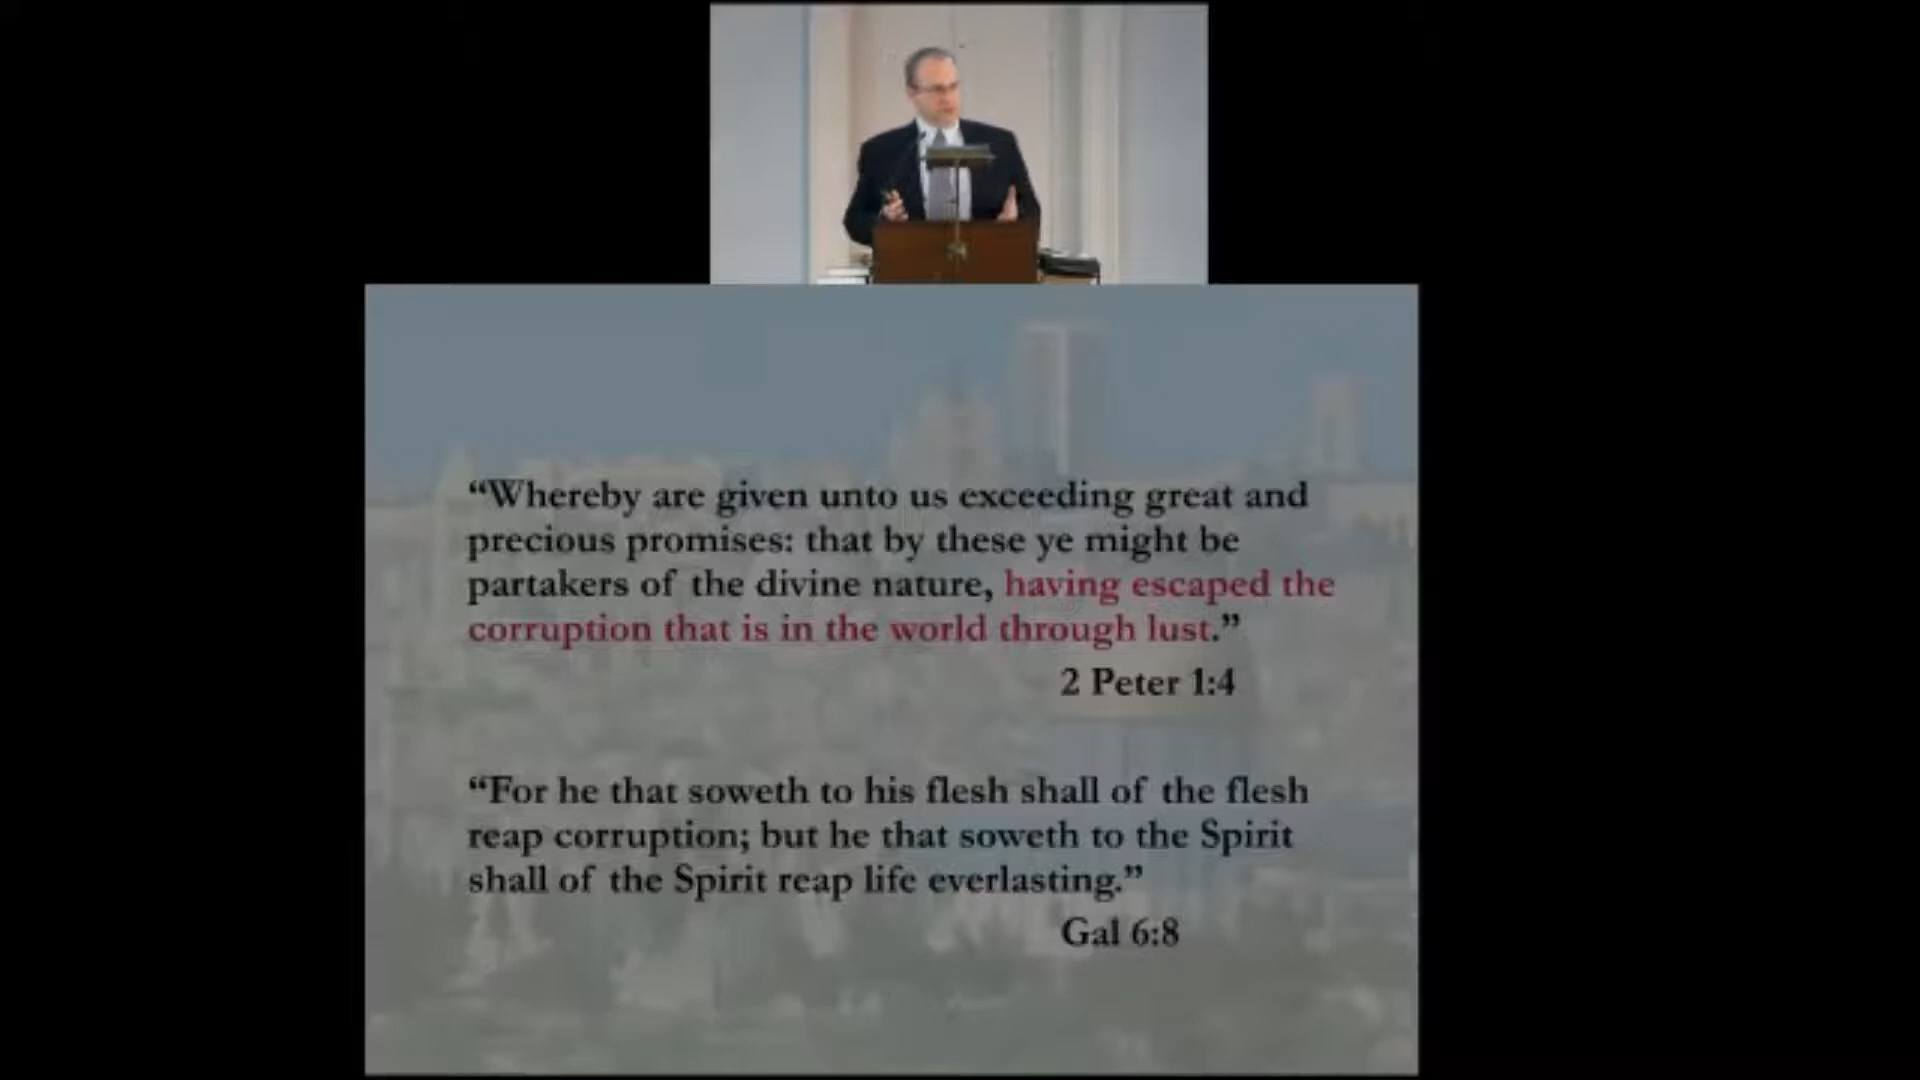 “Whereby are given unto us exceeding great and
precious promises: that by these ye might be
partakers of the divine nature, having escaped the
corruption that is in the world through lust.”
2 Peter 1:4
“For he that soweth to his flesh shall of the flesh
reap corruption; but he that soweth to the Spirit
shall of the Spirit reap life everlasting.”
Gal 6:8